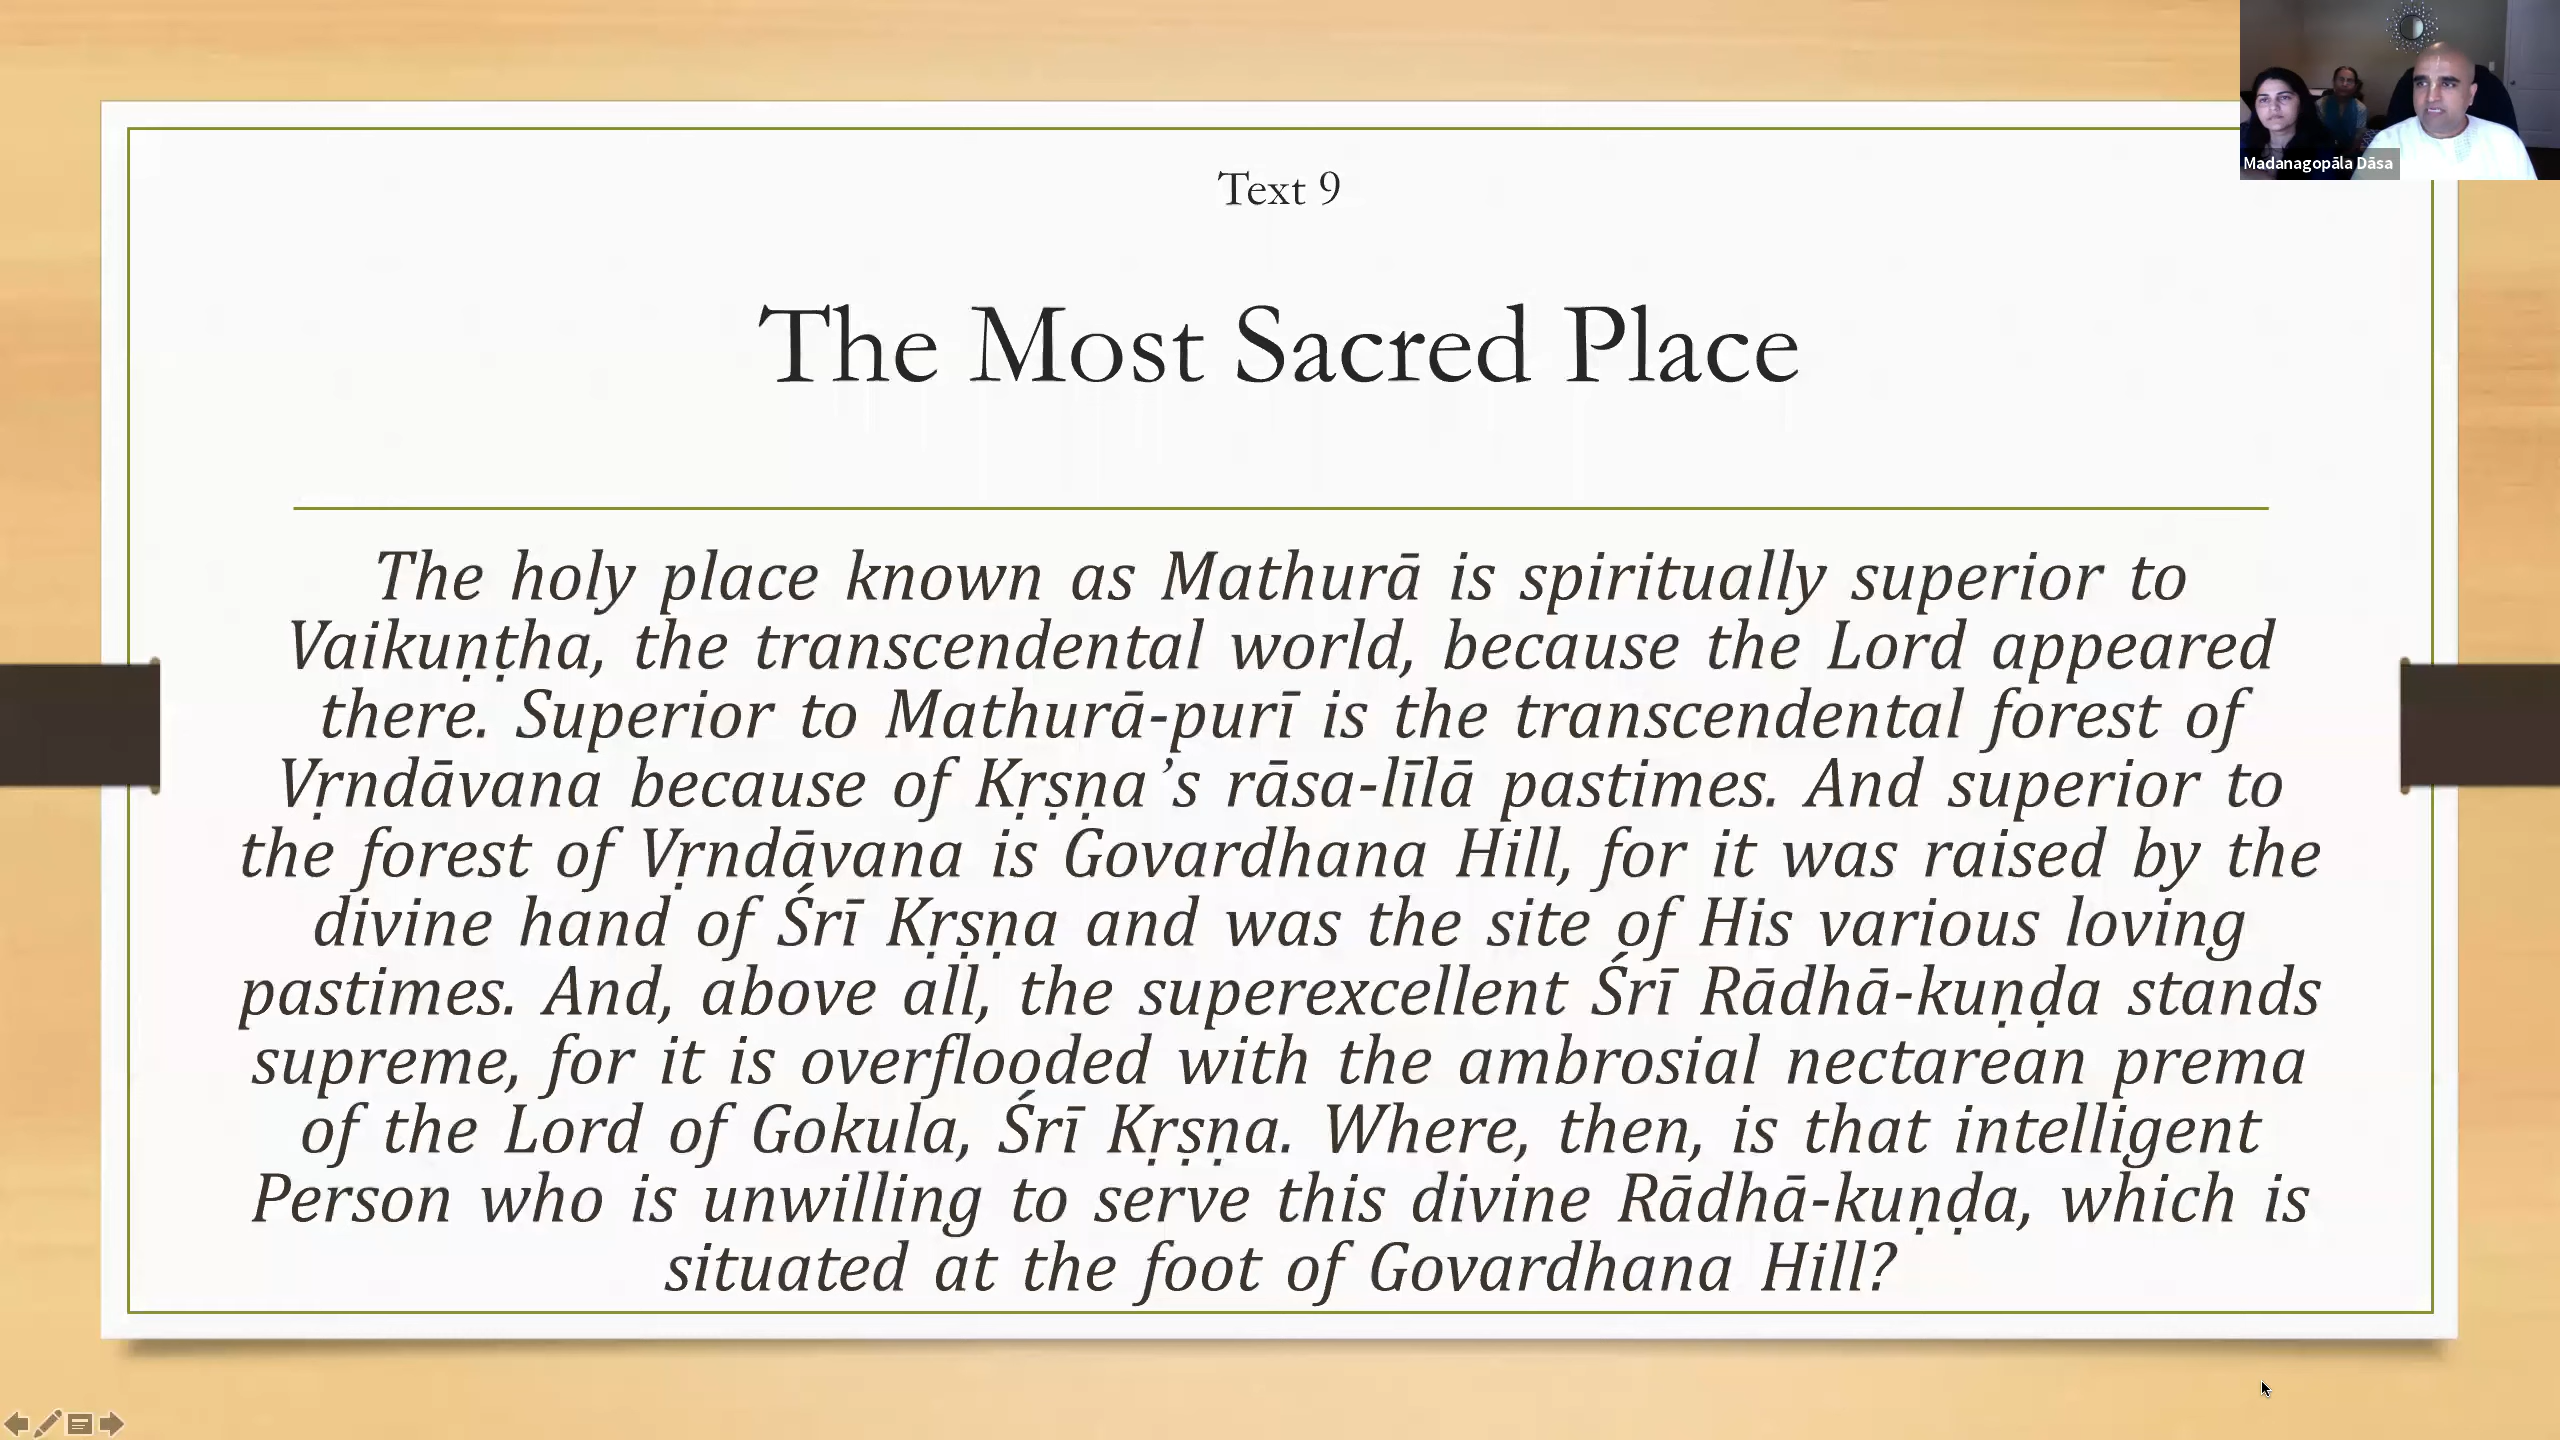 Madanagopāla Dāsa
Text 9
The Most Sacred Place
The holy place known as Mathurā is spiritually superior to
Vaikuṇṭha, the transcendental world, because the Lord appeared
there. Superior to Mathurā-purī is the transcendental forest of
Vṛndāvana because of Kṛṣṇa’s rāsa-līlā pastimes. And superior to
the forest of Vṛndāvana is Govardhana Hill, for it was raised by the
divine hand of Śrī Kṛṣṇa and was the site of His various loving
pastimes. And, above all, the superexcellent Śrī Rādhā-kuṇḍa stands
supreme, for it is overflooded with the ambrosial nectarean prema
of the Lord of Gokula, Śrī Kṛṣṇa. Where, then, is that intelligent
Person who is unwilling to serve this divine Rādhā-kuṇḍa, which is
situated at the foot of Govardhana Hill?